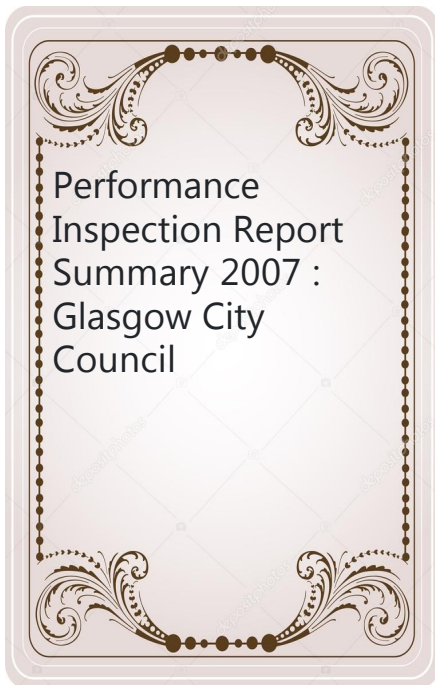 Performance
Inspection Report
Summary 2007 :
Glasgow City
Council